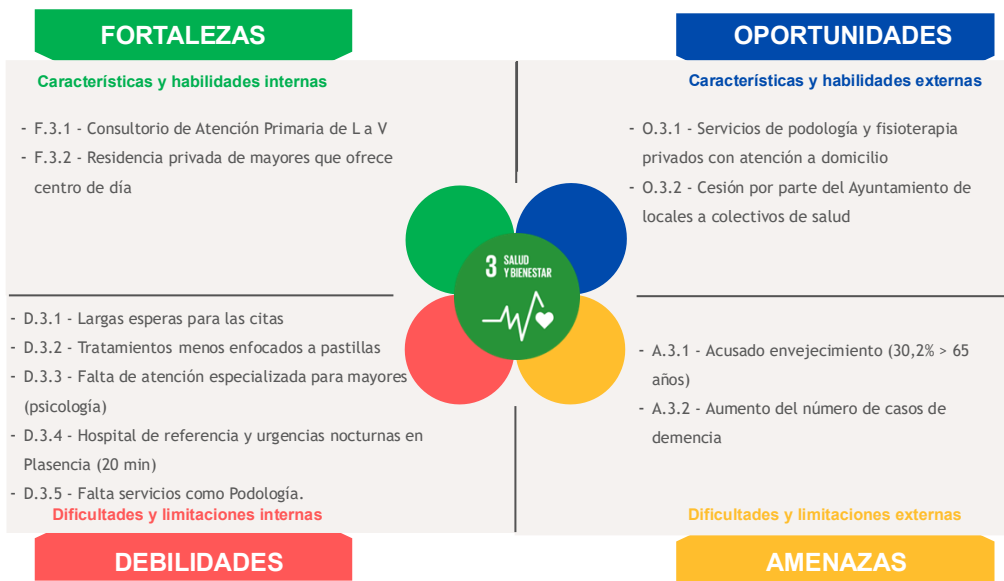 FORTALEZAS
Características y habilidades internas
- F.3.1 - Consultorio de Atención Primaria de L a V
- F.3.2 - Residencia privada de mayores que ofrece
centro de día
OPORTUNIDADES
Características y habilidades externas
- O.3.1 - Servicios de podología y fisioterapia
privados con atención a domicilio
- O.3.2 - Cesión por parte del Ayuntamiento de
locales a colectivos de salud
3 SALUD
Y BIENESTAR
- D.3.1 - Largas esperas para las citas
- D.3.2 - Tratamientos menos enfocados a pastillas
- D.3.3 - Falta de atención especializada para mayores
(psicología)
- D.3.4 - Hospital de referencia y urgencias nocturnas en
Plasencia (20 min)
- D.3.5 - Falta servicios como Podología.
Dificultades y limitaciones internas
DEBILIDADES
- A.3.1 - Acusado envejecimiento (30,2% > 65
años)
- A.3.2 - Aumento del número de casos de
demencia
Dificultades y limitaciones externas
AMENAZAS